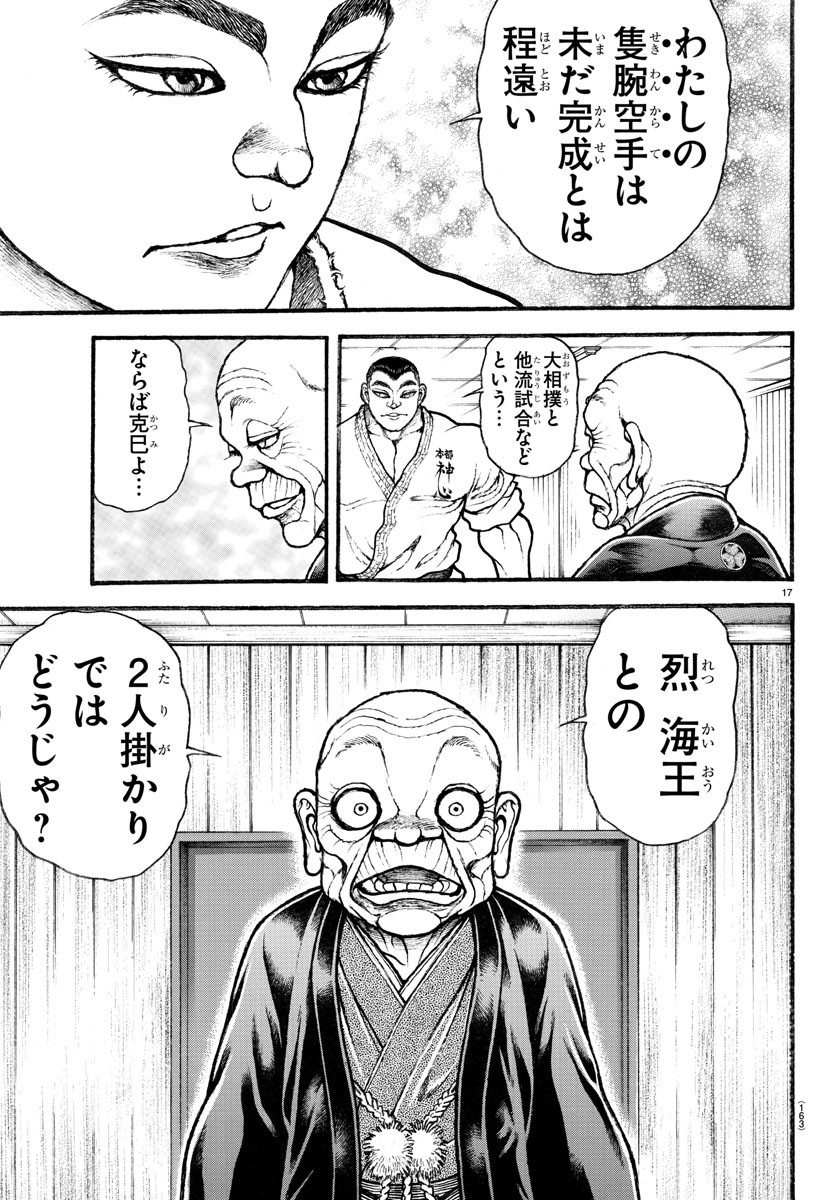 わたしの
隻腕空手は
未だ完成とは
程遠い
大相撲と
他流試合など
という…
本部
神
ならば克巳よ…
17
烈 海王
との
2人掛かり
では
どうじゃ?
(163)